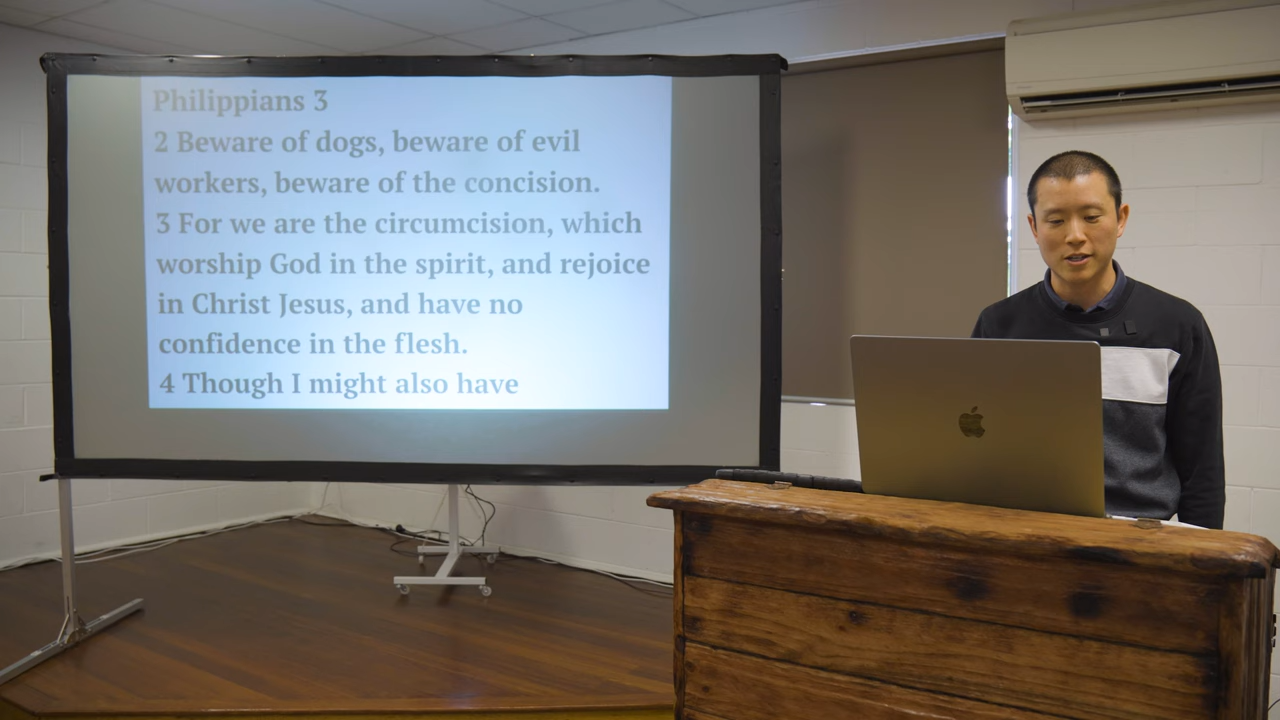 Philippians 3
2 Beware of dogs, beware of evil
workers, beware of the concision.
3 For we are the circumcision, which
worship God in the spirit, and rejoice
in Christ Jesus, and have no
confidence in the flesh.
4 Though I might also have